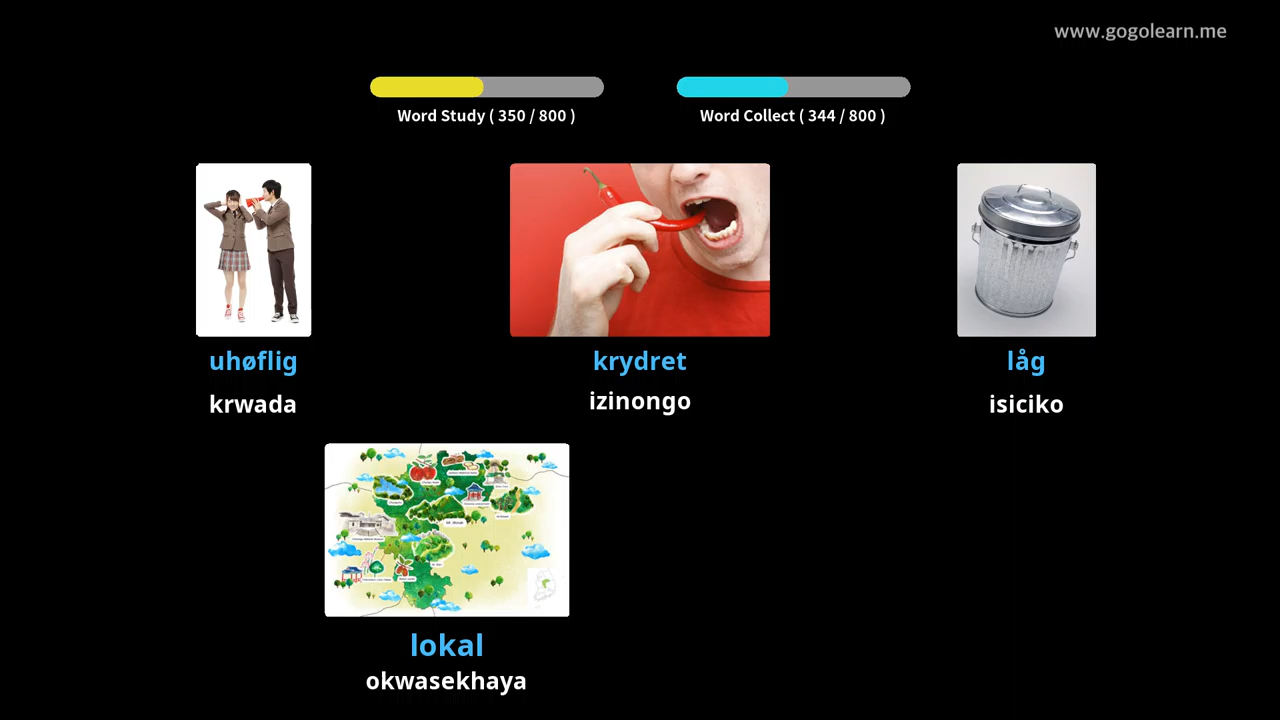 www.gogolearn.me
Word Study ( 350 / 800 )
Word Collect ( 344 / 800 )
uhøflig
krydret
låg
krwada
izinongo
isiciko
lokal
okwasekhaya